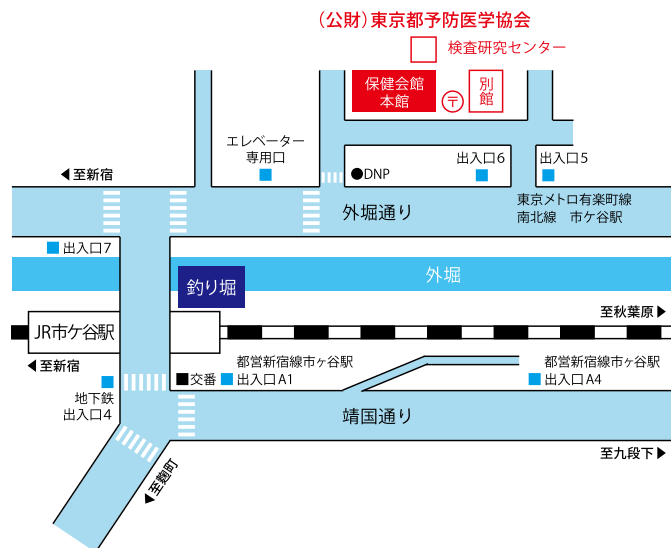 (公財)東京都予防医学協会
検査研究センター
保健会館
本館
〒
別館
エレベーター
専用口
DNP
出入口6
出入口5
至新宿
外堀通り
東京メトロ有楽町線
南北線 市ケ谷駅
出入口7
外堀
釣り堀
至秋葉原
JR市ケ谷駅
至新宿
交番
都営新宿線市ヶ谷駅
出入口A1
都営新宿線市ヶ谷駅
出入口A4
地下鉄
出入口4
靖国通り
至九段下
至麹町